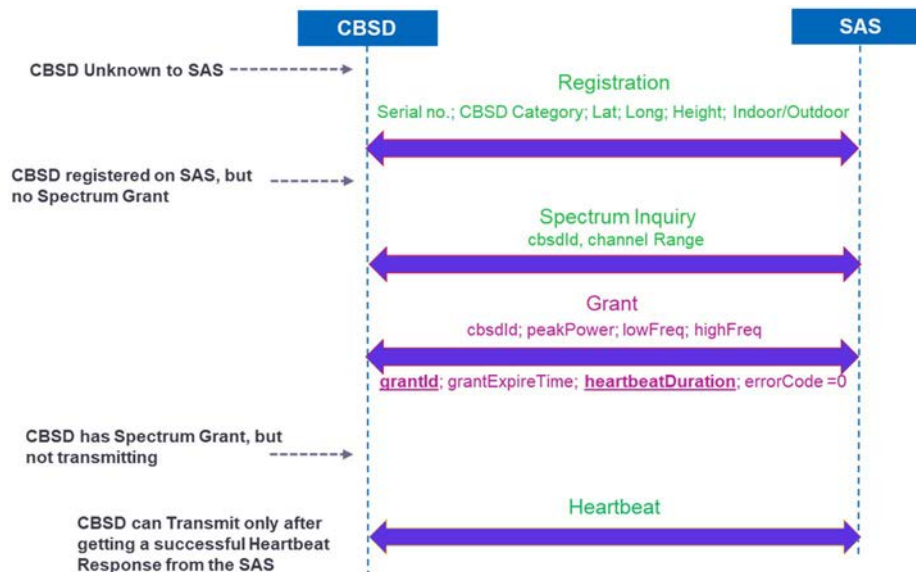 CBSD
SAS
CBSD Unknown to SAS
Registration
Serial no.; CBSD Category; Lat; Long; Height; Indoor/Outdoor
CBSD registered on SAS, but
no Spectrum Grant
Spectrum Inquiry
cbsdId, channel Range
Grant
cbsdId; peakPower; lowFreq; highFreq
grantId; grantExpireTime; heartbeatDuration; errorCode =0
CBSD has Spectrum Grant, but
not transmitting
Heartbeat
CBSD can Transmit only after
getting a successful Heartbeat
Response from the SAS